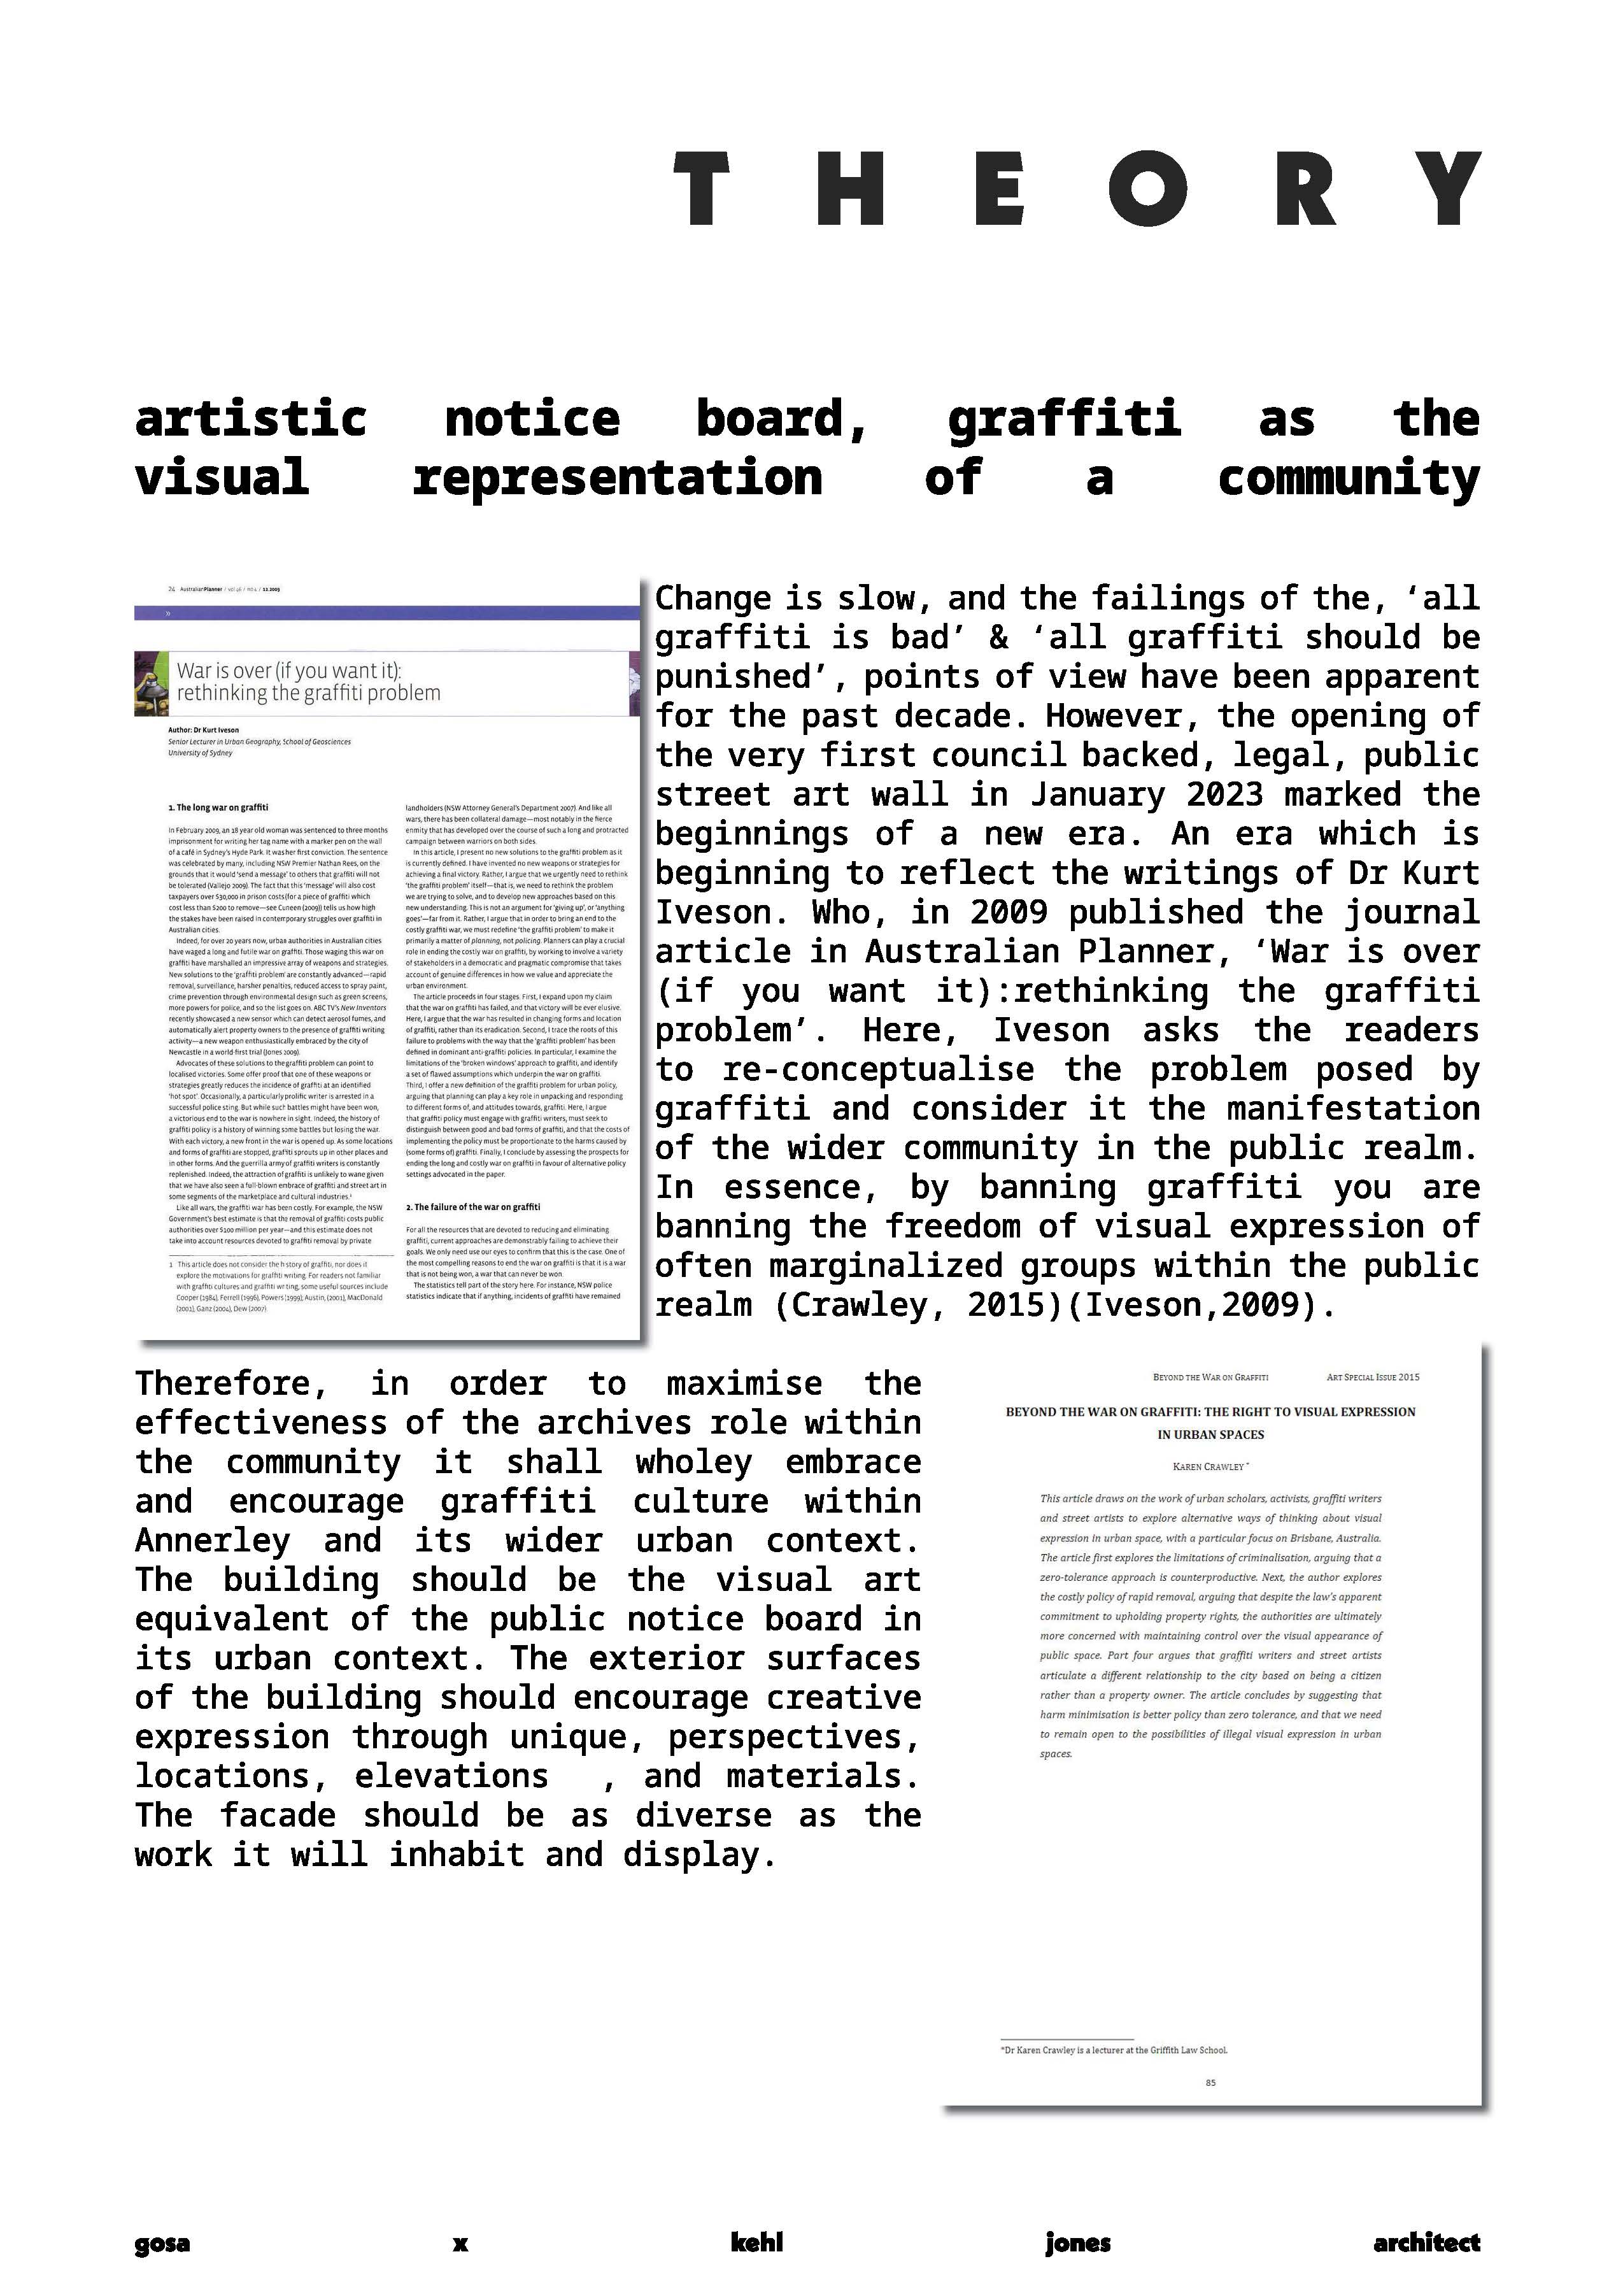 THEORY
artistic notice board, graffiti as the
visual representation of a community
24 AustralianPlanner / vol 46 / no 4 / 12.2009
»
War is over (if you want it):
rethinking the graffiti problem
Author: Dr Kurt Iveson
Senior Lecturer in Urban Geography, School of Geosciences
University of Sydney
1. The long war on graffiti
In February 2009, an 18 year old woman was sentenced to three months
imprisonment for writing her tag name with a marker pen on the wall
of a café in Sydney's Hyde Park. It was her first conviction. The sentence
was celebrated by many, including NSW Premier Nathan Rees, on the
grounds that it would 'send a message' to others that graffiti will not
be tolerated (Vallejo 2009). The fact that this 'message' will also cost
taxpayers over $30,000 in prison costs (for a piece of graffiti which
cost less than $200 to remove—see Cuneen (2009)) tells us how high
the stakes have been raised in contemporary struggles over graffiti in
Australian cities.
Indeed, for over 20 years now, urban authorities in Australian cities
have waged a long and futile war on graffiti. Those waging this war on
graffiti have marshalled an impressive array of weapons and strategies.
New solutions to the 'graffiti problem' are constantly advanced—rapid
removal, surveillance, harsher penalties, reduced access to spray paint,
crime prevention through environmental design such as green screens,
more powers for police, and so the list goes on. ABC TV's New Inventors
recently showcased a new sensor which can detect aerosol fumes, and
automatically alert property owners to the presence of graffiti writing
activity—a new weapon enthusiastically embraced by the city of
Newcastle in a world-first trial (Jones 2009).
Advocates of these solutions to the graffiti problem can point to
localised victories. Some offer proof that one of these weapons or
strategies greatly reduces the incidence of graffiti at an identified
'hot spot'. Occasionally, a particularly prolific writer is arrested in a
successful police sting. But while such battles might have been won,
a victorious end to the war is nowhere in sight. Indeed, the history of
graffiti policy is a history of winning some battles but losing the war.
With each victory, a new front in the war is opened up. As some locations
and forms of graffiti are stopped, graffiti sprouts up in other places and
in other forms. And the guerrilla army of graffiti writers is constantly
replenished. Indeed, the attraction of graffiti is unlikely to wane given
that we have also seen a full-blown embrace of graffiti and street art in
some segments of the marketplace and cultural industries.¹
Like all wars, the graffiti war has been costly. For example, the NSW
Government's best estimate is that the removal of graffiti costs public
authorities over $100 million per year—and this estimate does not
take into account resources devoted to graffiti removal by private
1 This article does not consider the history of graffiti, nor does it
explore the motivations for graffiti writing. For readers not familiar
with graffiti cultures and graffiti writing, some useful sources include
Cooper (1984), Ferrell (1996), Powers (1999), Austin, (2001), MacDonald
(2001), Ganz (2004), Dew (2007).
landholders (NSW Attorney General's Department 2007). And like all
wars, there has been collateral damage—most notably in the fierce
enmity that has developed over the course of such a long and protracted
campaign between warriors on both sides.
In this article, I present no new solutions to the graffiti problem as it
is currently defined. I have invented no new weapons or strategies for
achieving a final victory. Rather, I argue that we urgently need to rethink
'the graffiti problem' itself—that is, we need to rethink the problem
we are trying to solve, and to develop new approaches based on this
new understanding. This is not an argument for 'giving up', or 'anything
goes'—far from it. Rather, I argue that in order to bring an end to the
costly graffiti war, we must redefine 'the graffiti problem' to make it
primarily a matter of planning, not policing. Planners can play a crucial
role in ending the costly war on graffiti, by working to involve a variety
of stakeholders in a democratic and pragmatic compromise that takes
account of genuine differences in how we value and appreciate the
urban environment.
The article proceeds in four stages. First, I expand upon my claim
that the war on graffiti has failed, and that victory will be ever elusive.
Here, I argue that the war has resulted in changing forms and location
of graffiti, rather than its eradication. Second, I trace the roots of this
failure to problems with the way that the 'graffiti problem' has been
defined in dominant anti-graffiti policies. In particular, I examine the
limitations of the 'broken windows' approach to graffiti, and identify
a set of flawed assumptions which underpin the war on graffiti.
Third, I offer a new definition of the graffiti problem for urban policy,
arguing that planning can play a key role in unpacking and responding
to different forms of, and attitudes towards, graffiti. Here, I argue
that graffiti policy must engage with graffiti writers, must seek to
distinguish between good and bad forms of graffiti, and that the costs of
implementing the policy must be proportionate to the harms caused by
(some forms of) graffiti. Finally, I conclude by assessing the prospects for
ending the long and costly war on graffiti in favour of alternative policy
settings advocated in the paper.
2. The failure of the war on graffiti
For all the resources that are devoted to reducing and eliminating
graffiti, current approaches are demonstrably failing to achieve their
goals. We only need use our eyes to confirm that this is the case. One of
the most compelling reasons to end the war on graffiti is that it is a war
that is not being won, a war that can never be won.
The statistics tell part of the story here. For instance, NSW police
statistics indicate that if anything, incidents of graffiti have remained
Change is slow, and the failings of the, ‘all
graffiti is bad’ & ‘all graffiti should be
punished’, points of view have been apparent
for the past decade. However, the opening of
the very first council backed, legal, public
street art wall in January 2023 marked the
beginnings of a new era. An era which is
beginning to reflect the writings of Dr Kurt
Iveson. Who, in 2009 published the journal
article in Australian Planner, ‘War is over
(if you want it):rethinking the graffiti
problem’. Here, Iveson asks the readers
to re-conceptualise the problem posed by
graffiti and consider it the manifestation
of the wider community in the public realm.
In essence, by banning graffiti you are
banning the freedom of visual expression of
often marginalized groups within the public
realm (Crawley, 2015)(Iveson,2009).
Therefore, in order to maximise the
effectiveness of the archives role within
the community it shall wholey embrace
and encourage graffiti culture within
Annerley and its wider urban context.
The building should be the visual art
equivalent of the public notice board in
its urban context. The exterior surfaces
of the building should encourage creative
expression through unique, perspectives,
locations, elevations , and materials.
The facade should be as diverse as the
work it will inhabit and display.
BEYOND THE WAR ON GRAFFITI ART SPECIAL ISSUE 2015
BEYOND THE WAR ON GRAFFITI: THE RIGHT TO VISUAL EXPRESSION
IN URBAN SPACES
KAREN CRAWLEY *
This article draws on the work of urban scholars, activists, graffiti writers
and street artists to explore alternative ways of thinking about visual
expression in urban space, with a particular focus on Brisbane, Australia.
The article first explores the limitations of criminalisation, arguing that a
zero-tolerance approach is counterproductive. Next, the author explores
the costly policy of rapid removal, arguing that despite the law's apparent
commitment to upholding property rights, the authorities are ultimately
more concerned with maintaining control over the visual appearance of
public space. Part four argues that graffiti writers and street artists
articulate a different relationship to the city based on being a citizen
rather than a property owner. The article concludes by suggesting that
harm minimisation is better policy than zero tolerance, and that we need
to remain open to the possibilities of illegal visual expression in urban
spaces.
*Dr Karen Crawley is a lecturer at the Griffith Law School.
85
gosa x kehl jones architect